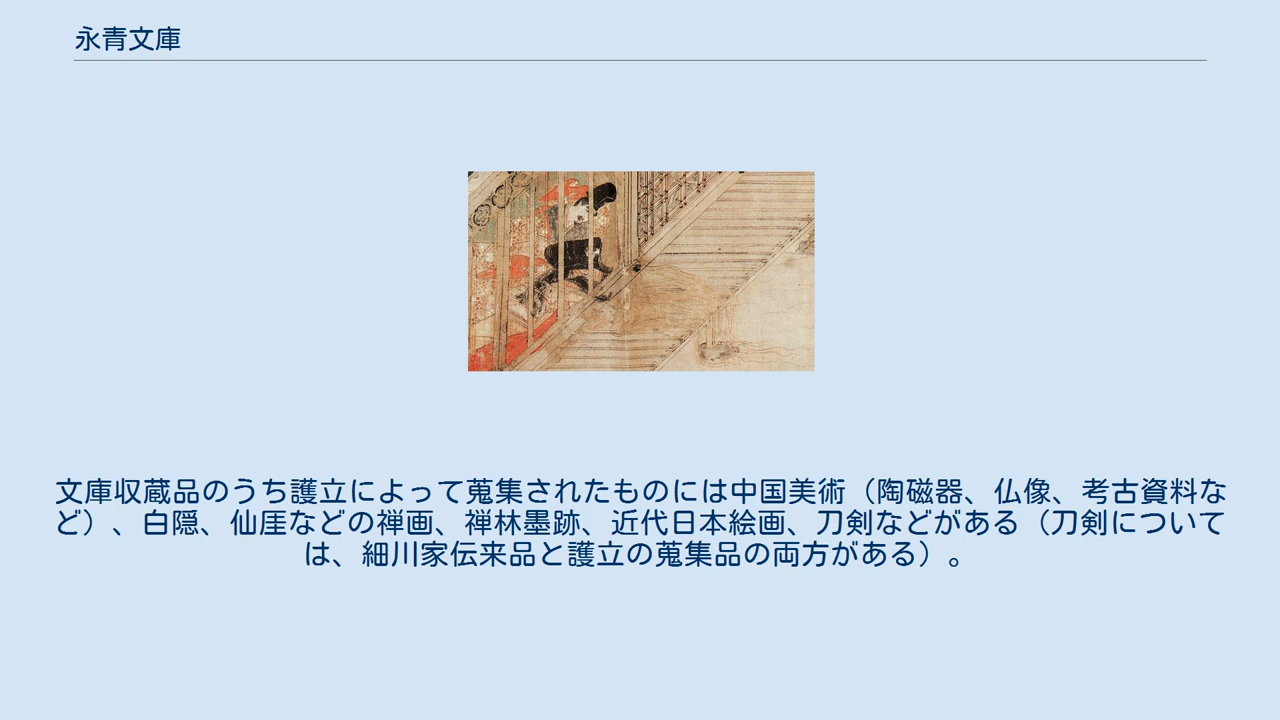 永青文庫
文庫収蔵品のうち護立によって蒐集されたものには中国美術（陶磁器、仏像、考古資料な
ど）、白隠、仙厓などの禅画、禅林墨跡、近代日本絵画、刀剣などがある（刀剣について
は、細川家伝来品と護立の蒐集品の両方がある）。